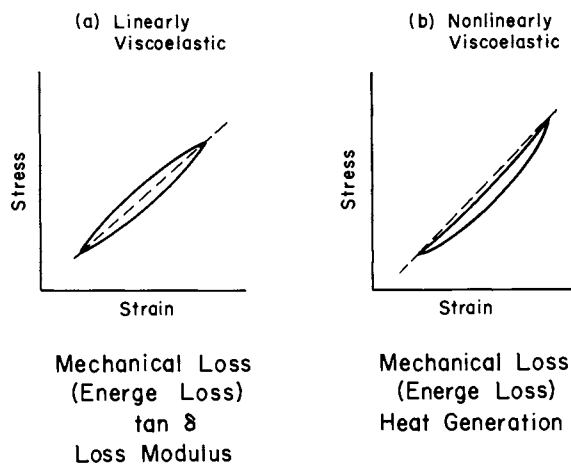 (a) Linearly
Viscoelastic
Stress
Strain
Mechanical Loss
(Energe Loss)
tan δ
Loss Modulus
(b) Nonlinearly
Viscoelastic
Stress
Strain
Mechanical Loss
(Energe Loss)
Heat Generation